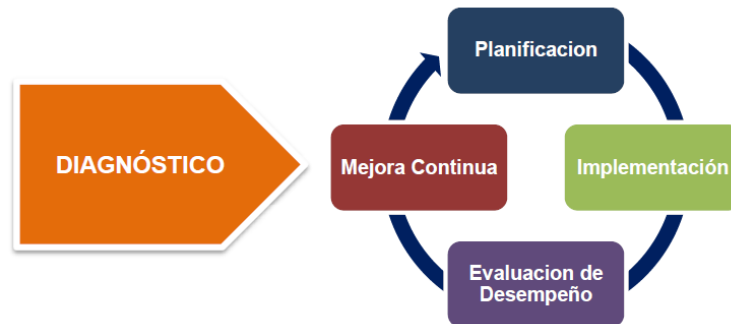 DIAGNÓSTICO
Planificacion
Implementación
Evaluacion de
Desempeño
Mejora Continua